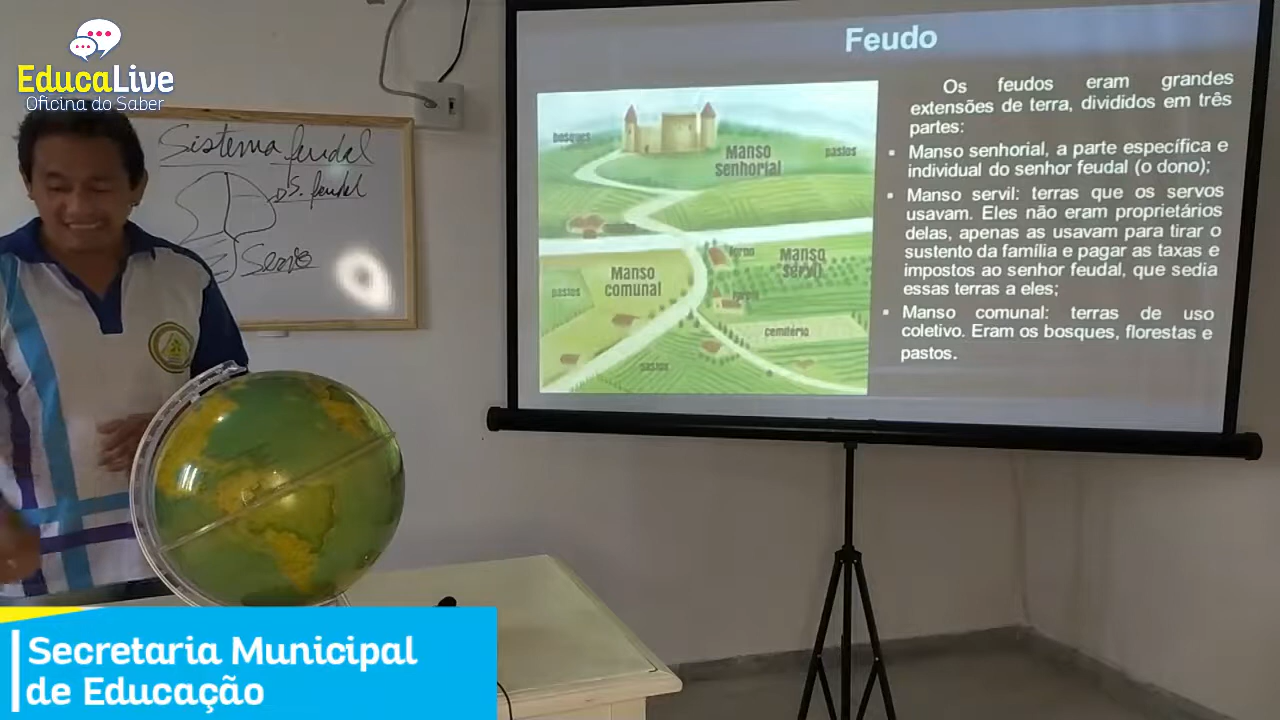 EducaLive
Oficina do Saber
Sistema feudal
S. feudal
Servo
Feudo
bosques
Manso
senhorial
pastos
Manso
comunal
pastos
forno
Manso
servil
cemitério
pastos
Os feudos eram grandes
extensões de terra, divididos em três
partes:
Manso senhorial, a parte específica e
individual do senhor feudal (o dono);
Manso servil: terras que os servos
usavam. Eles não eram proprietários
delas, apenas as usavam para tirar o
sustento da família e pagar as taxas e
impostos ao senhor feudal, que sedia
essas terras a eles;
Manso comunal: terras de uso
coletivo. Eram os bosques, florestas e
pastos.
Secretaria Municipal
de Educação